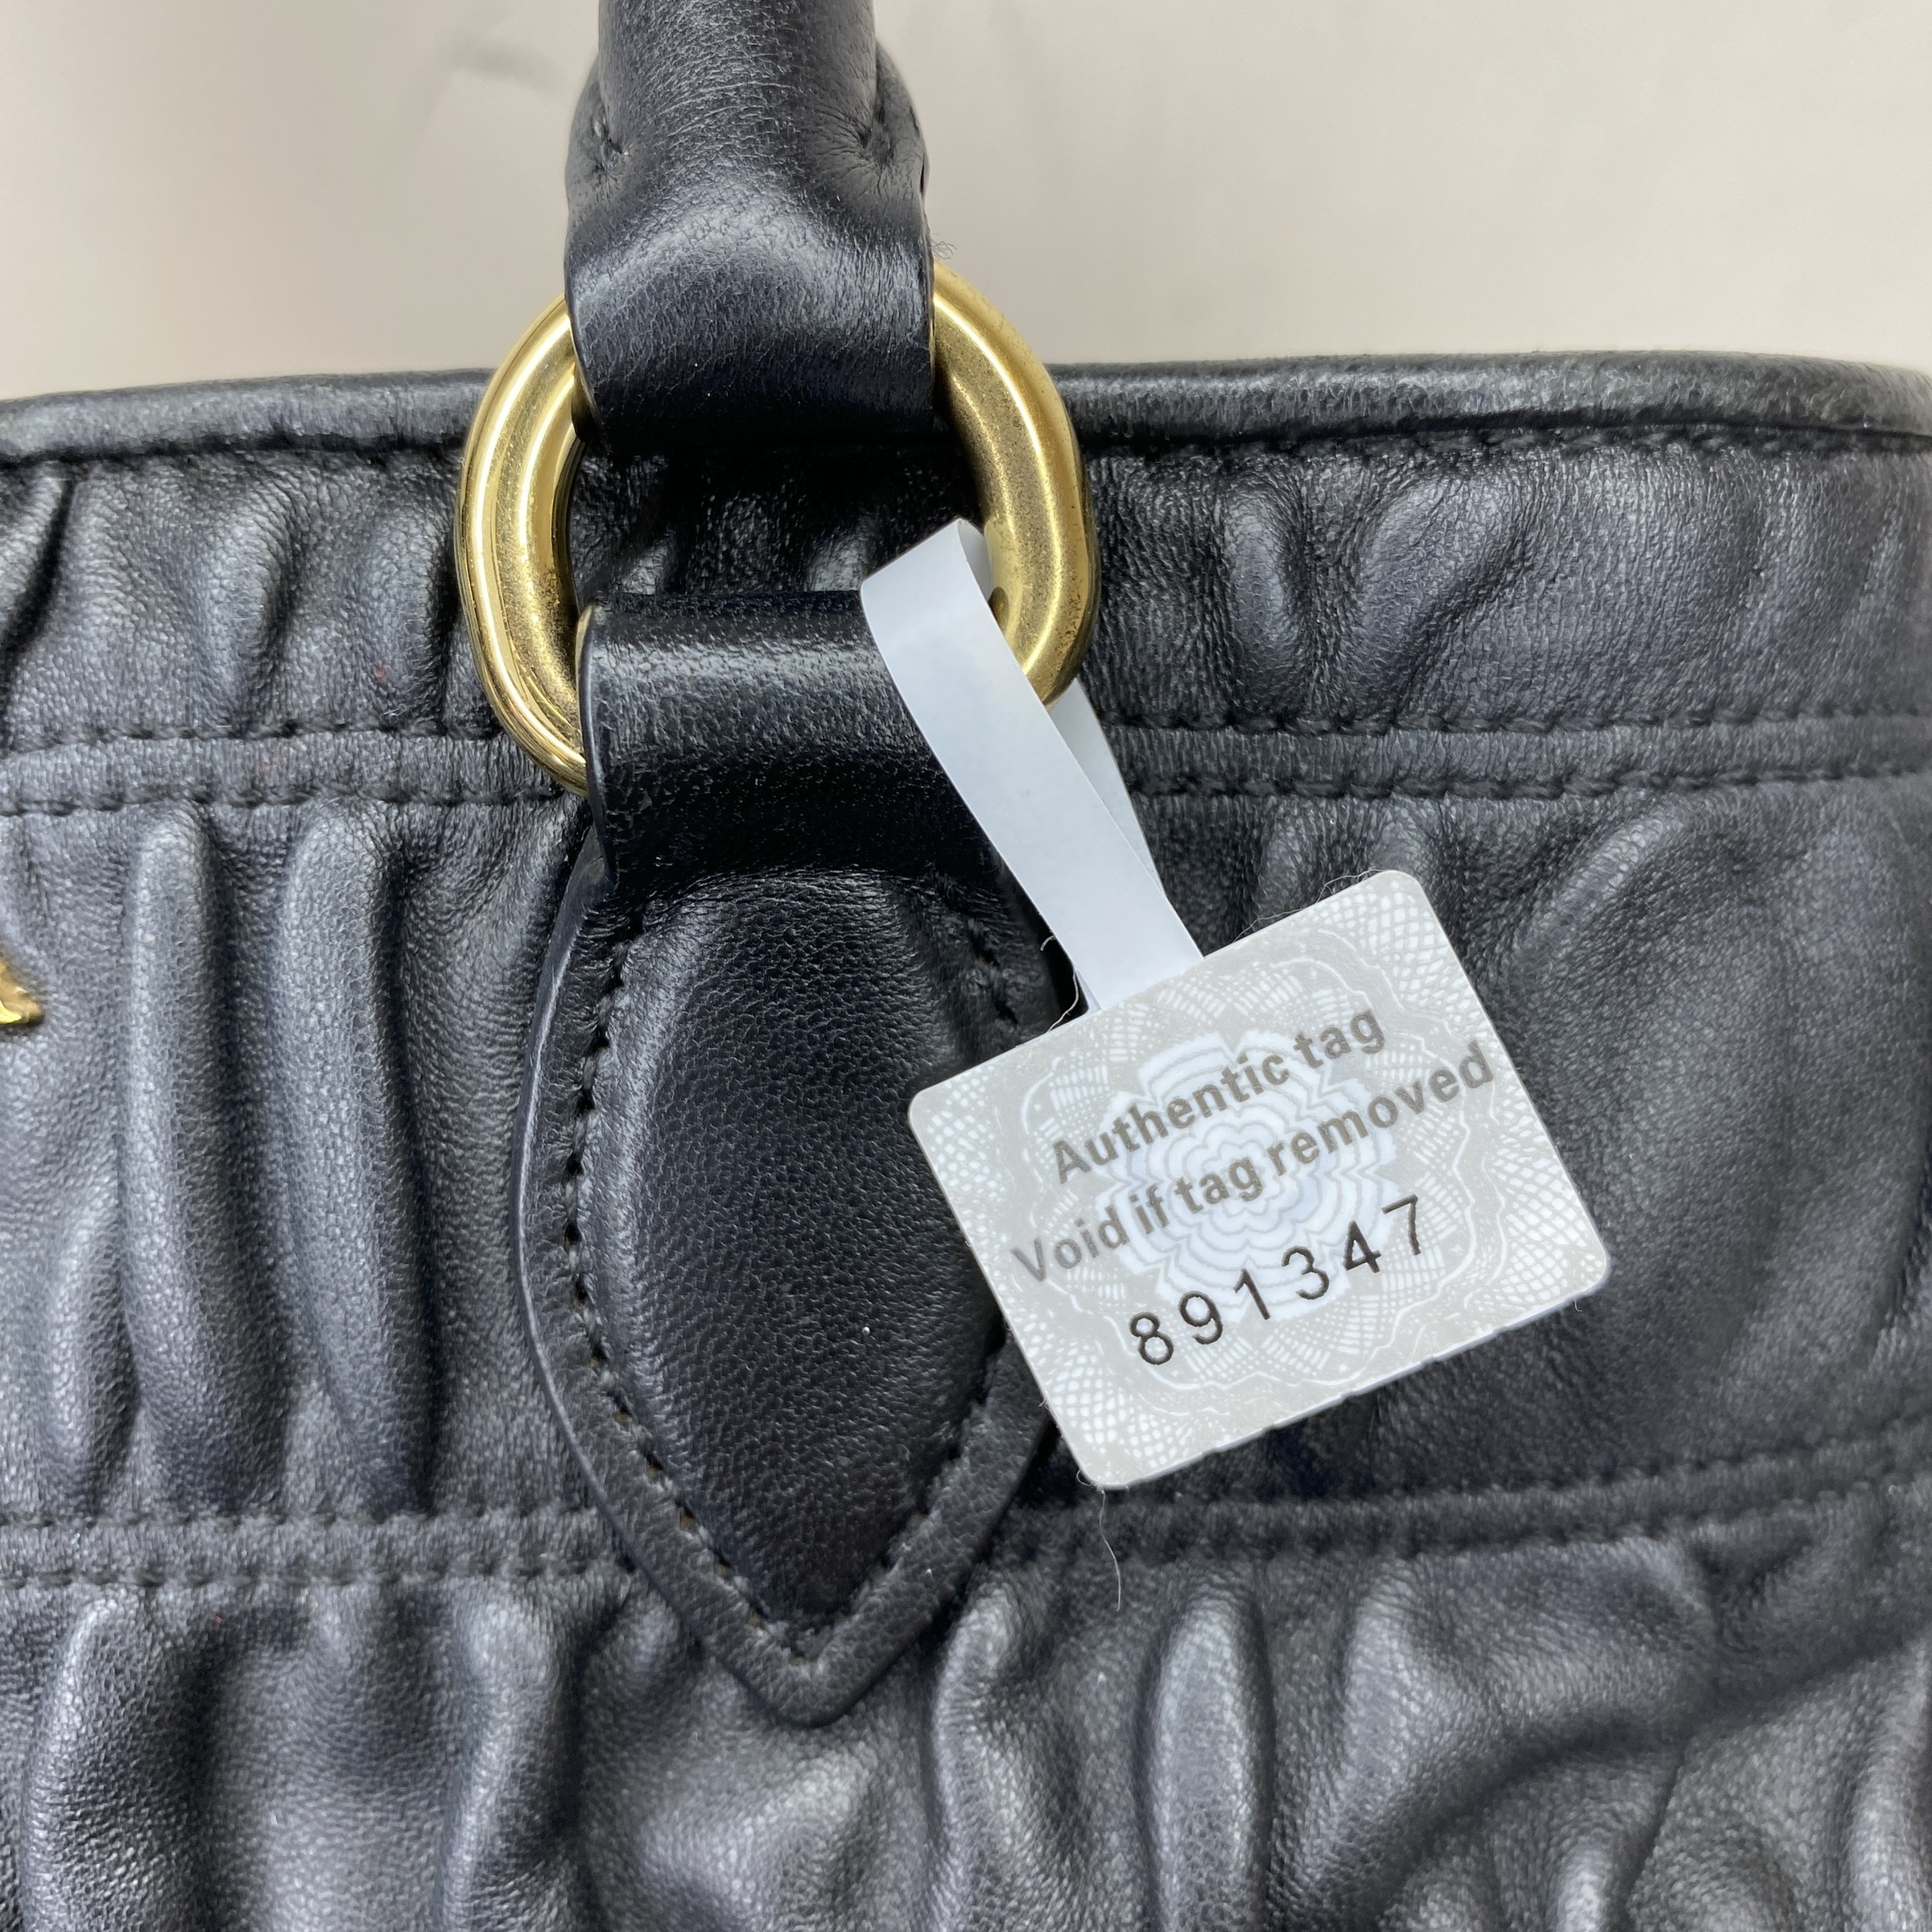 Authentic tag
Void if tag removed
891347